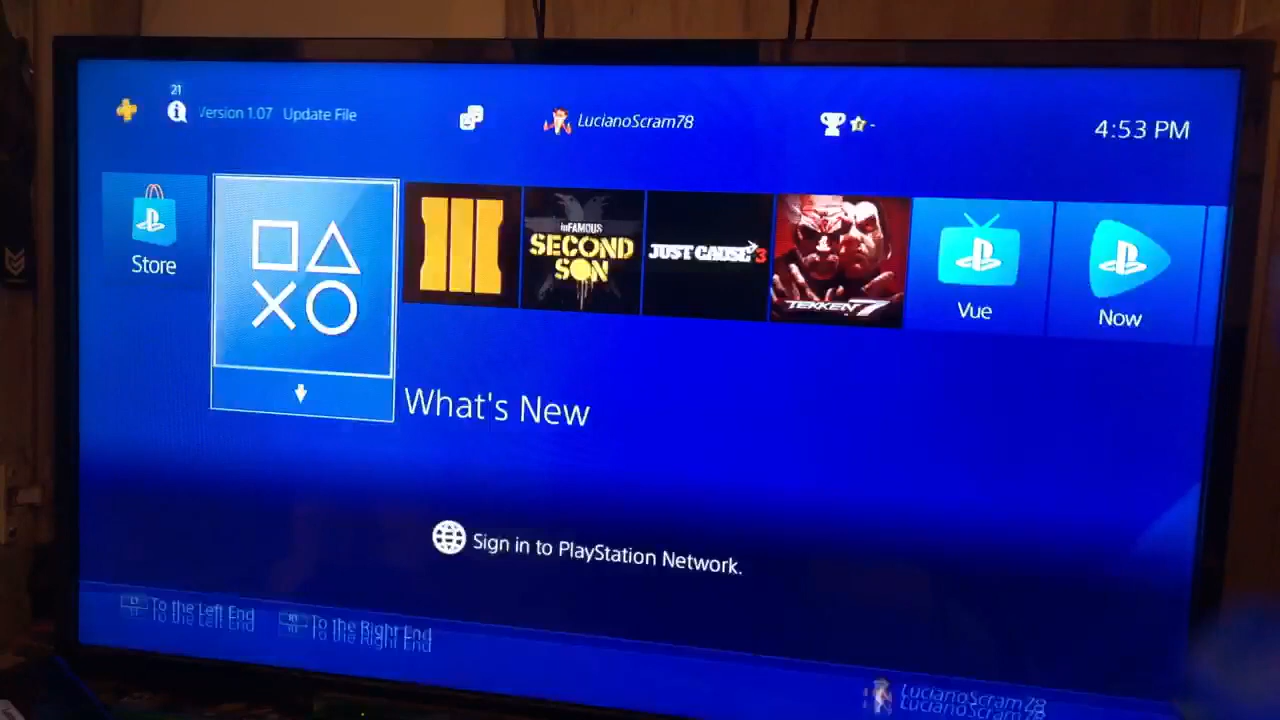 21
Version 1.07 Update File
LucianoScram78
-
4:53 PM
Store
III
inFAMOUS
SECOND
SON
JUST CAUSE 3
TEKKEN 7
Vue
Now
What's New
Sign in to PlayStation Network.
To the Left End
To the Right End
LucianoScram78